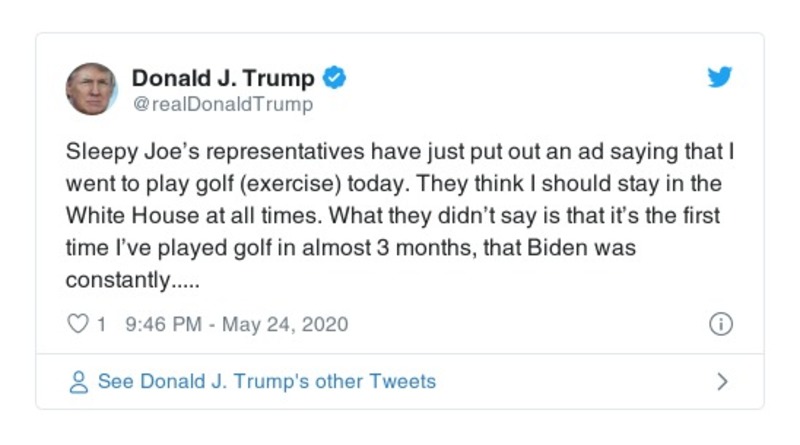 Donald J. Trump
@realDonaldTrump
Sleepy Joe’s representatives have just put out an ad saying that I
went to play golf (exercise) today. They think I should stay in the
White House at all times. What they didn’t say is that it’s the first
time I’ve played golf in almost 3 months, that Biden was
constantly.....
1 9:46 PM - May 24, 2020
See Donald J. Trump's other Tweets